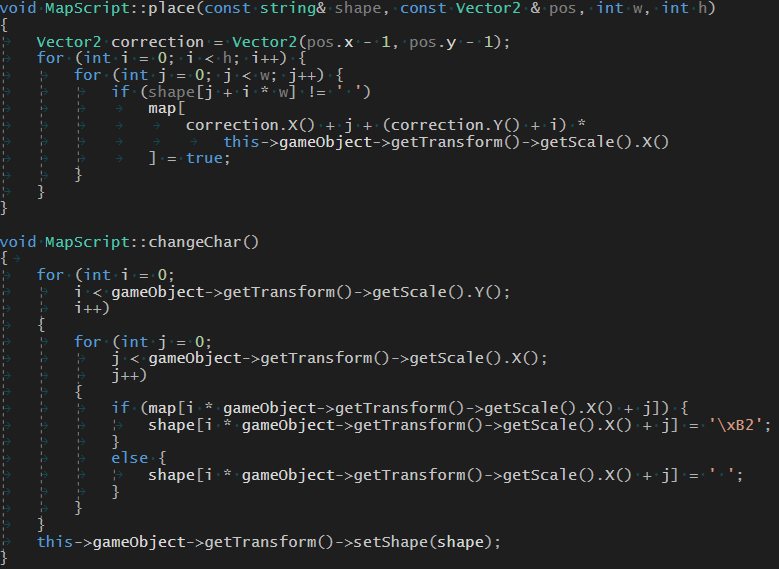 void MapScript::place(const string& shape, const Vector2 & pos, int w, int h)
{
    Vector2 correction = Vector2(pos.x - 1, pos.y - 1);
    for (int i = 0; i < h; i++) {
        for (int j = 0; j < w; j++) {
            if (shape[j + i * w] != ' ')
                map[
                    correction.X() + j + (correction.Y() + i) *
                        this->gameObject->getTransform()->getScale().X()
                ] = true;
        }
    }
}

void MapScript::changeChar()
{
    for (int i = 0;
        i < gameObject->getTransform()->getScale().Y();
        i++)
    {
        for (int j = 0;
            j < gameObject->getTransform()->getScale().X();
            j++)
        {
            if (map[i * gameObject->getTransform()->getScale().X() + j]) {
                shape[i * gameObject->getTransform()->getScale().X() + j] = '\xB2';
            }
            else {
                shape[i * gameObject->getTransform()->getScale().X() + j] = ' ';
            }
        }
    }
    this->gameObject->getTransform()->setShape(shape);
}